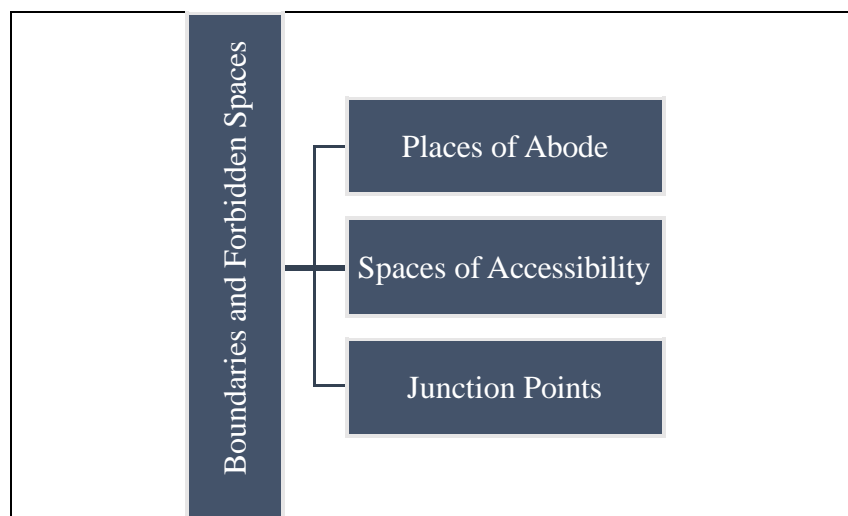 Boundaries and Forbidden Spaces
Places of Abode
Spaces of Accessibility
Junction Points